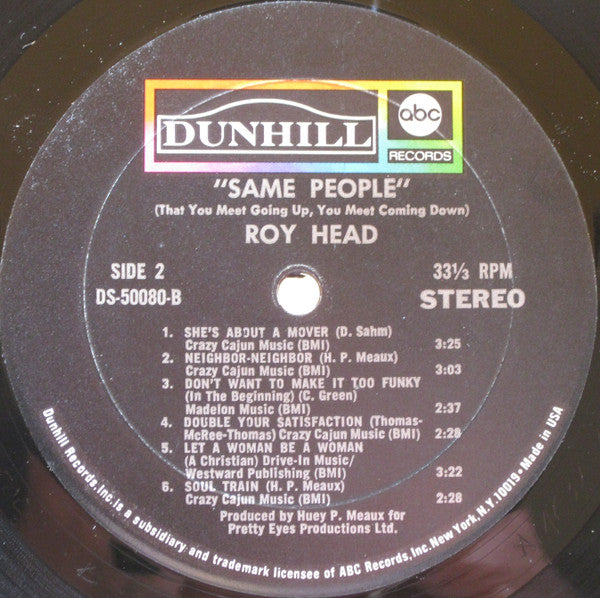 DUNHILL
abc
RECORDS
"SAME PEOPLE"
(That You Meet Going Up, You Meet Coming Down)
ROY HEAD
SIDE 2
33⅓ RPM
DS-50080-B
STEREO
1. SHE'S ABOUT A MOVER (D. Sahm)
Crazy Cajun Music (BMI) 3:25
2. NEIGHBOR-NEIGHBOR (H. P. Meaux)
Crazy Cajun Music (BMI) 3:03
3. DON'T WANT TO MAKE IT TOO FUNKY
(In The Beginning) (C. Green)
Madelon Music (BMI) 2:37
4. DOUBLE YOUR SATISFACTION (Thomas-
McRee-Thomas) Crazy Cajun Music (BMI) 2:28
5. LET A WOMAN BE A WOMAN
(A Christian) Drive-In Music/
Westward Publishing (BMI) 3:22
6. SOUL TRAIN (H. P. Meaux)
Crazy Cajun Music (BMI) 2:28
Produced by Huey P. Meaux for
Pretty Eyes Productions Ltd.
Dunhill Records, Inc. is a subsidiary and trademark licensee of ABC Records, Inc. New York, N.Y. 10019 • Made in USA